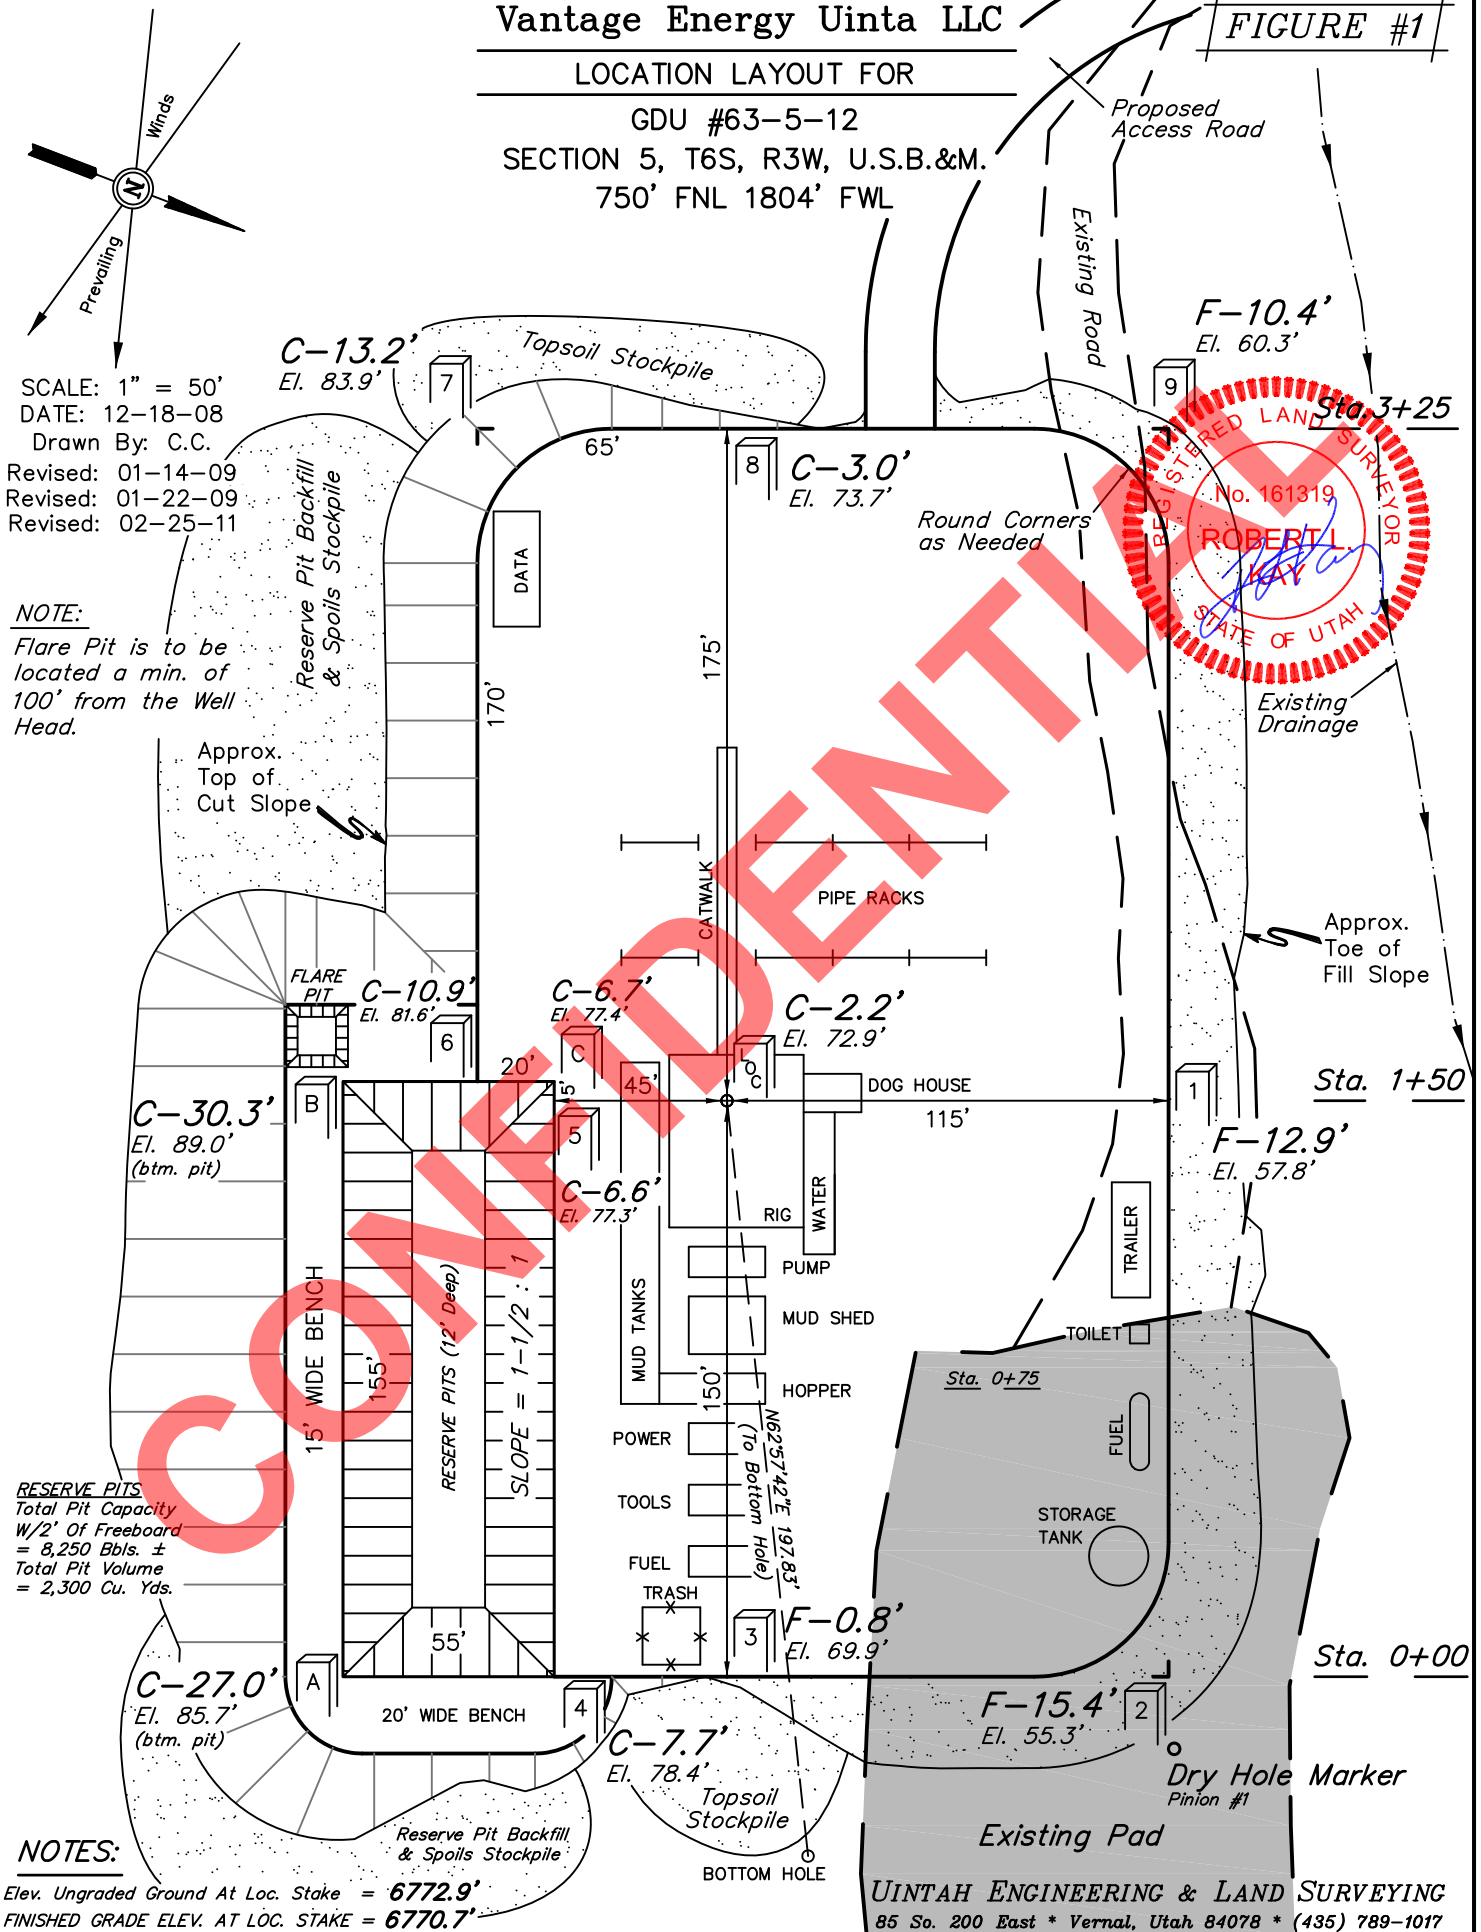 Vantage Energy Uinta LLC
LOCATION LAYOUT FOR
GDU #63-5-12
SECTION 5, T6S, R3W, U.S.B.&M.
750' FNL 1804' FWL
FIGURE #1
Winds
N
Prevailing
SCALE: 1" = 50'
DATE: 12-18-08
Drawn By: C.C.
Revised: 01-14-09
Revised: 01-22-09
Revised: 02-25-11
NOTE:
Flare Pit is to be
located a min. of
100' from the Well
Head.
Proposed
Access Road
Existing Road
Topsoil Stockpile
C-13.2'
El. 83.9'
7
F-10.4'
El. 60.3'
9
Sta. 3+25
65'
8
C-3.0'
El. 73.7'
Round Corners
as Needed
REGISTERED LAND SURVEYOR
No. 161319
ROBERT L.
KAY
STATE OF UTAH
Reserve Pit Backfill
& Spoils Stockpile
DATA
175'
170'
Existing
Drainage
Approx.
Top of
Cut Slope
CATWALK
PIPE RACKS
Approx.
Toe of
Fill Slope
FLARE
PIT
C-10.9'
El. 81.6'
6
C-6.7'
El. 77.4'
C
C-2.2'
El. 72.9'
LOC
20'
5'
45'
DOG HOUSE
115'
1
Sta. 1+50
B
C-30.3'
El. 89.0'
(btm. pit)
5
F-12.9'
El. 57.8'
C-6.6'
El. 77.3'
RIG
WATER
TRAILER
PUMP
MUD SHED
MUD TANKS
HOPPER
150'
TOILET
Sta. 0+75
15' WIDE BENCH
155'
RESERVE PITS (12' Deep)
SLOPE = 1-1/2 : 1
POWER
TOOLS
FUEL
TRASH
N62°57'42"E 197.83'
(To Bottom Hole)
FUEL
STORAGE
TANK
RESERVE PITS
Total Pit Capacity
W/2' Of Freeboard
= 8,250 Bbls. ±
Total Pit Volume
= 2,300 Cu. Yds.
55'
3
F-0.8'
El. 69.9'
Sta. 0+00
A
C-27.0'
El. 85.7'
(btm. pit)
20' WIDE BENCH
4
C-7.7'
El. 78.4'
F-15.4'
El. 55.3'
2
Dry Hole Marker
Pinion #1
Topsoil
Stockpile
Existing Pad
Reserve Pit Backfill
& Spoils Stockpile
BOTTOM HOLE
NOTES:
Elev. Ungraded Ground At Loc. Stake = 6772.9'
FINISHED GRADE ELEV. AT LOC. STAKE = 6770.7'
UINTAH ENGINEERING & LAND SURVEYING
85 So. 200 East * Vernal, Utah 84078 * (435) 789-1017
CONFIDENTIAL